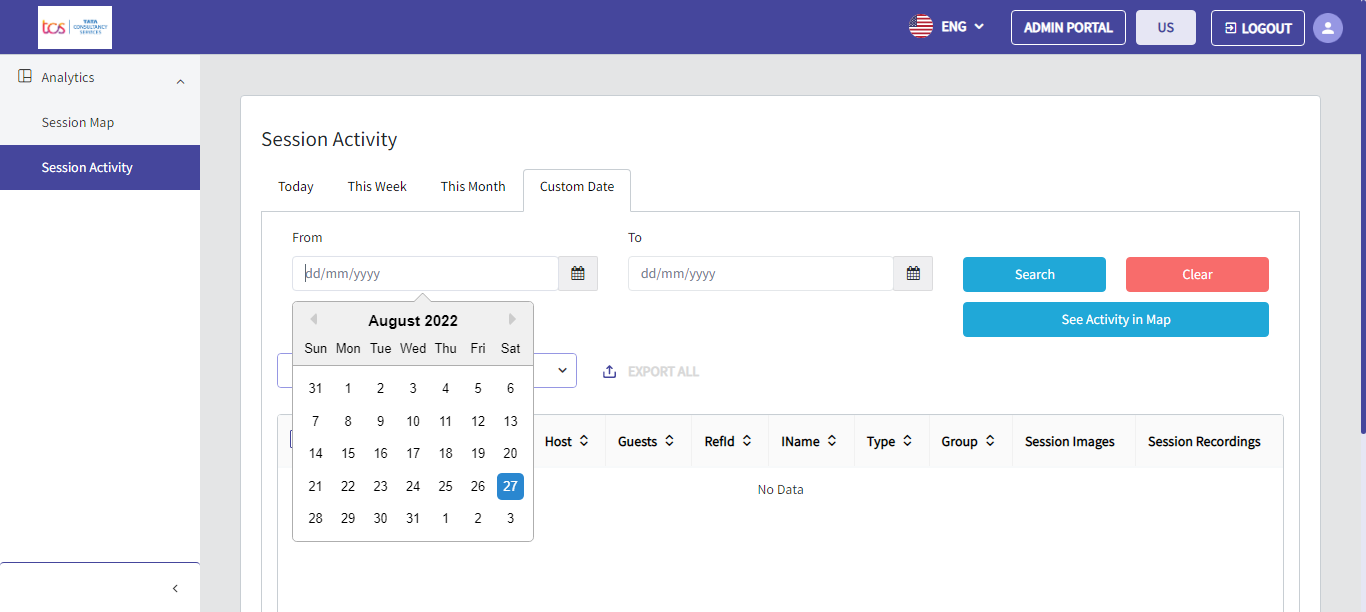 tcs TATA CONSULTANCY SERVICES
ENG
ADMIN PORTAL
US
LOGOUT
Analytics
Session Map
Session Activity
Session Activity
Today This Week This Month Custom Date
From To
dd/mm/yyyy dd/mm/yyyy Search Clear
See Activity in Map
August 2022
Sun Mon Tue Wed Thu Fri Sat
31 1 2 3 4 5 6
7 8 9 10 11 12 13
14 15 16 17 18 19 20
21 22 23 24 25 26 27
28 29 30 31 1 2 3
EXPORT ALL
Host Guests RefId IName Type Group Session Images Session Recordings
No Data